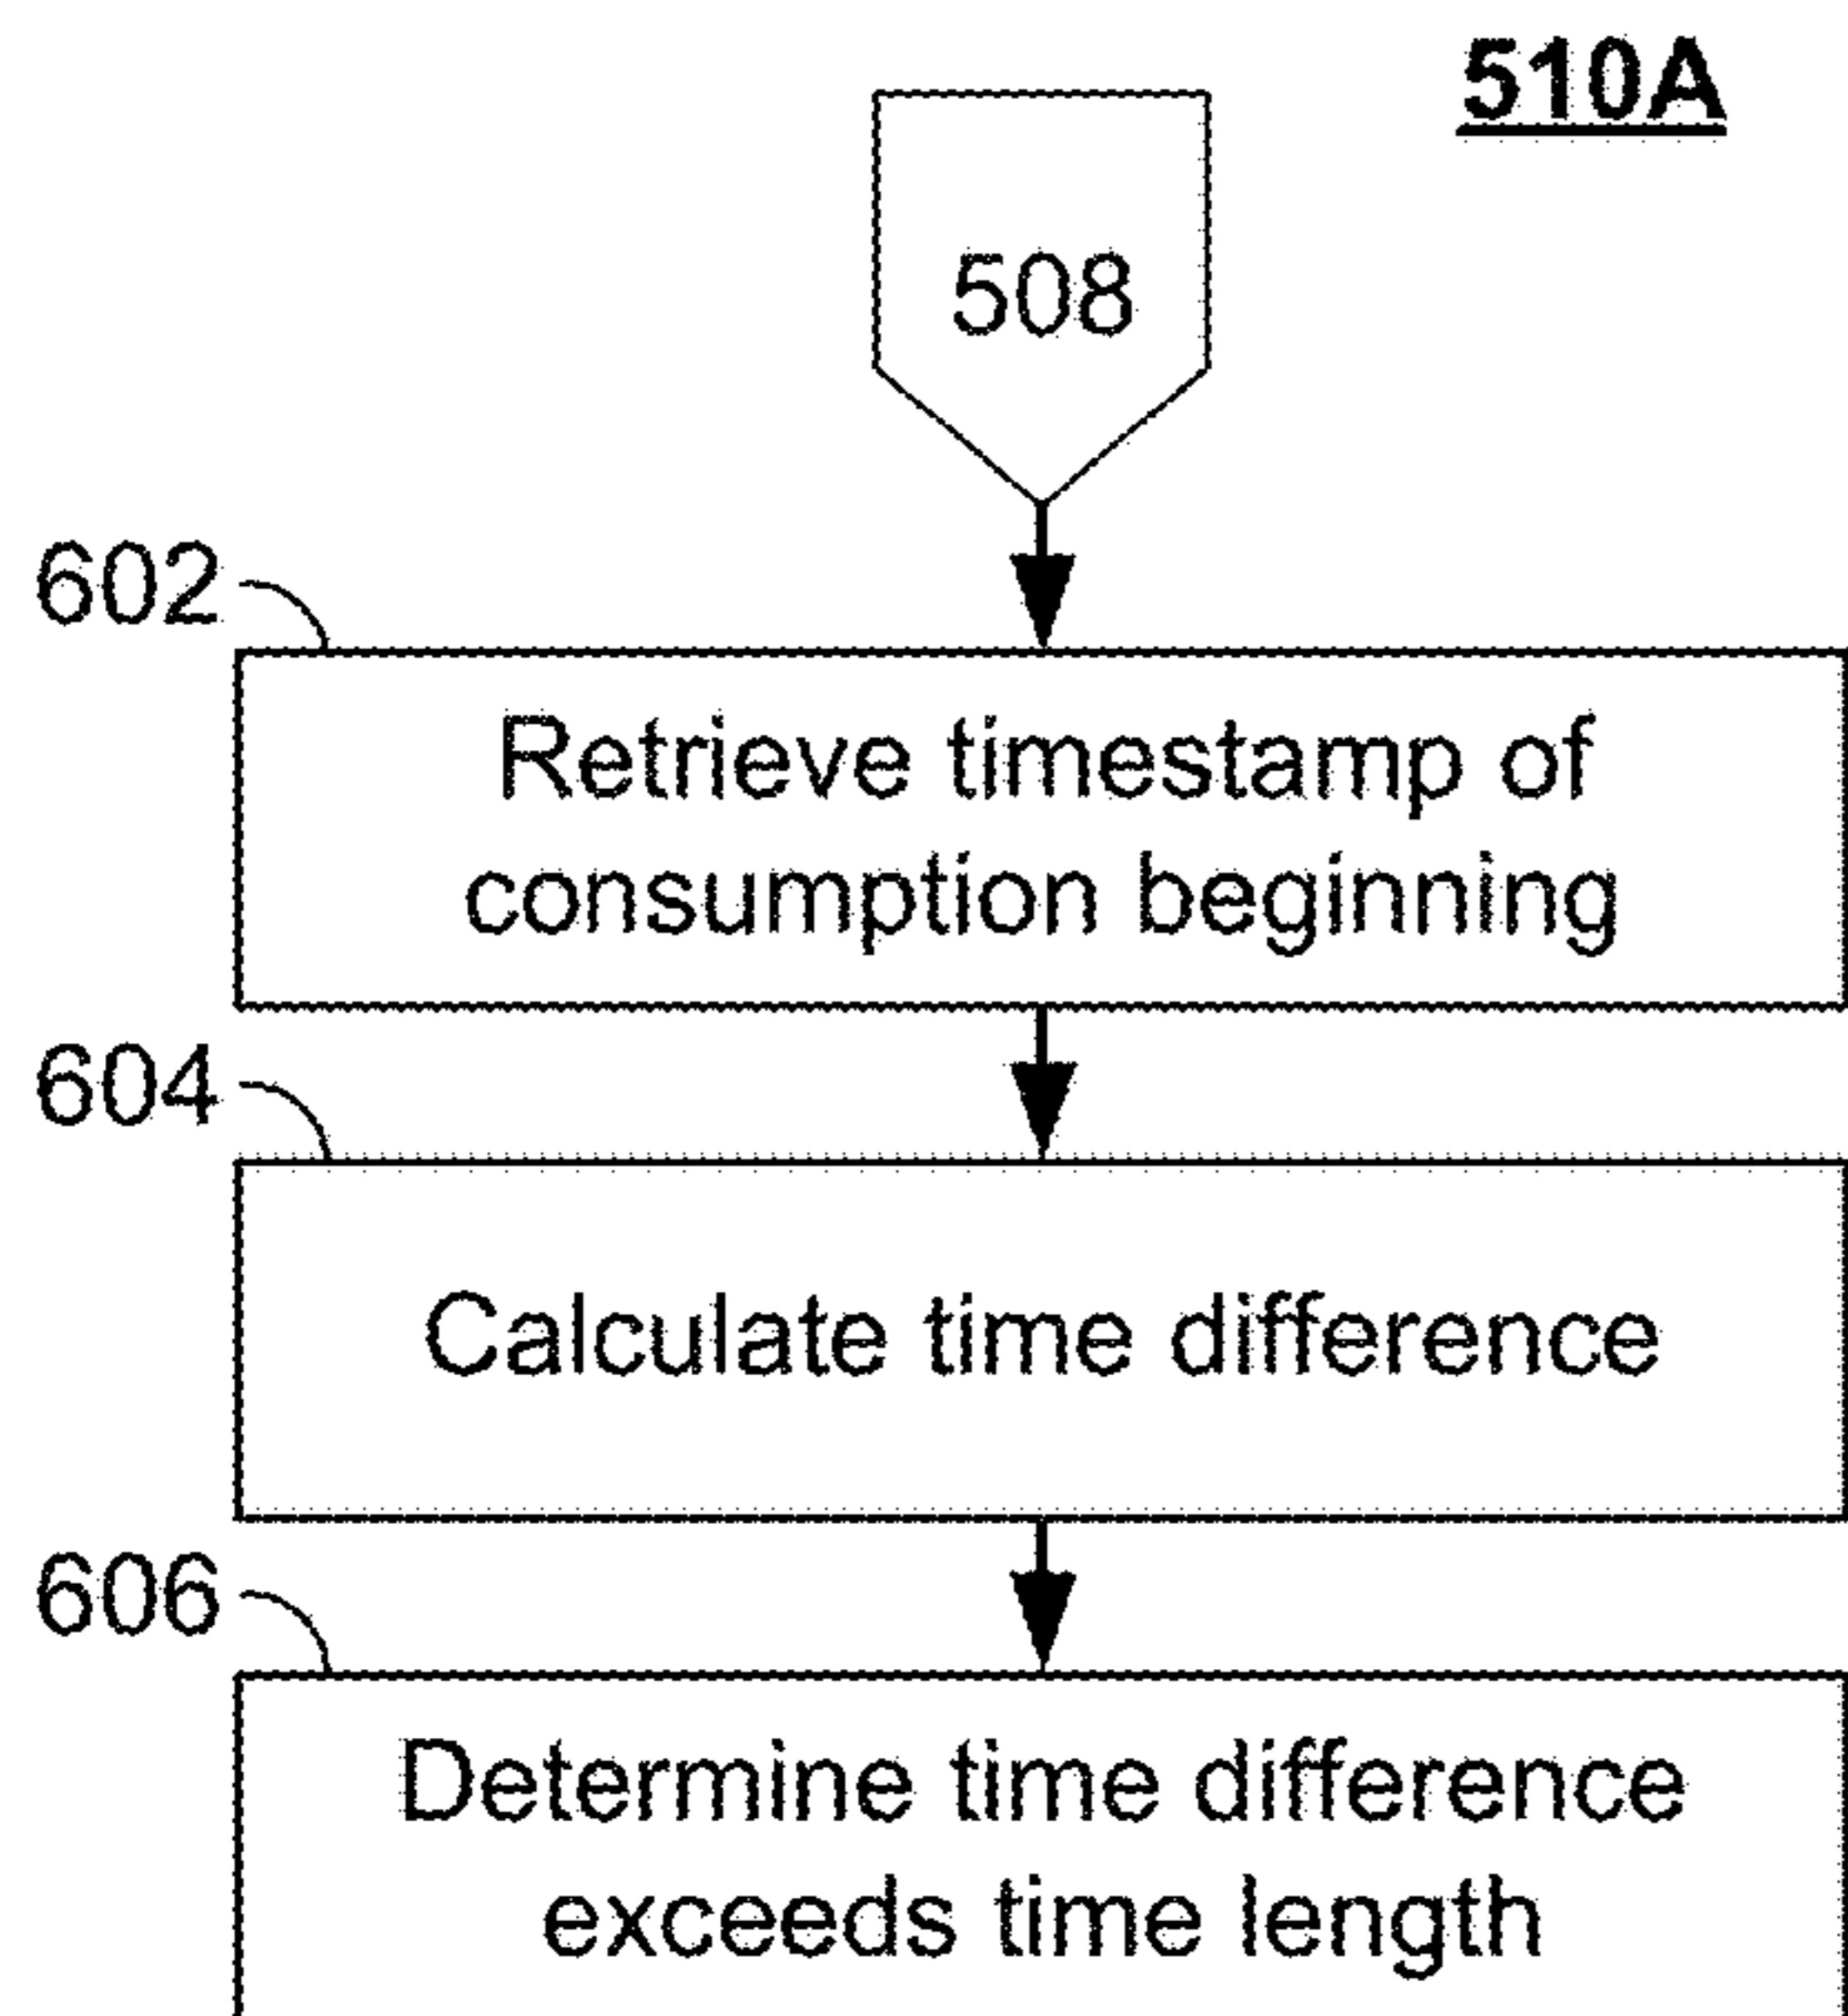 510A
508
602
Retrieve timestamp of
consumption beginning
604
Calculate time difference
606
Determine time difference
exceeds time length